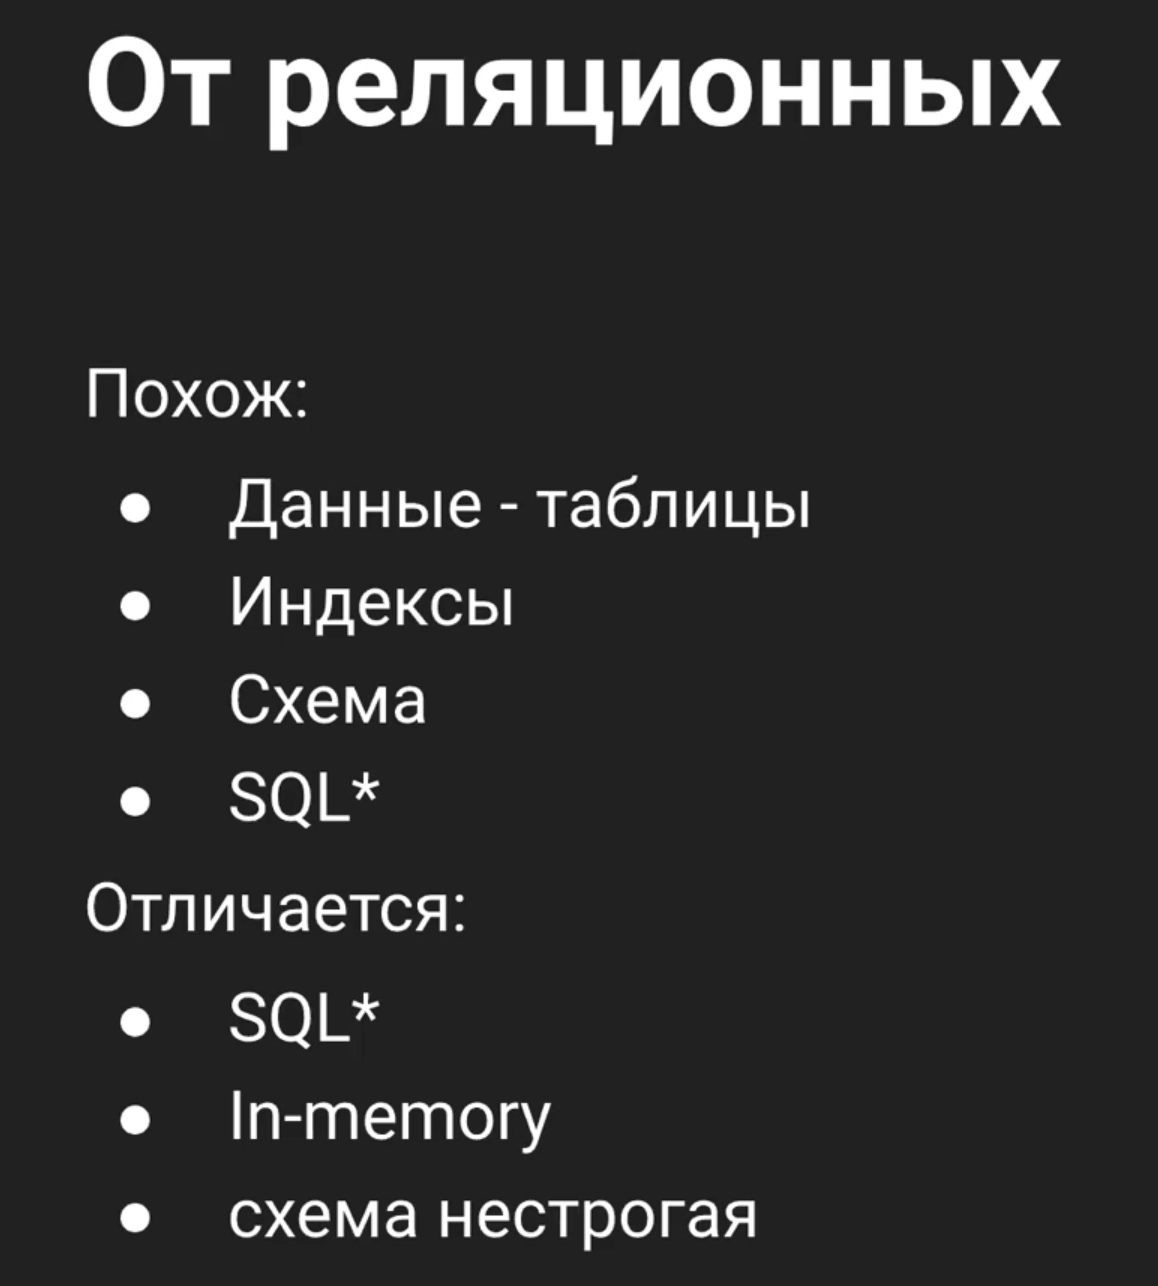 От реляционных
Похож:
● Данные - таблицы
● Индексы
● Схема
● SQL*
Отличается:
● SQL*
● In-memory
● схема нестрогая